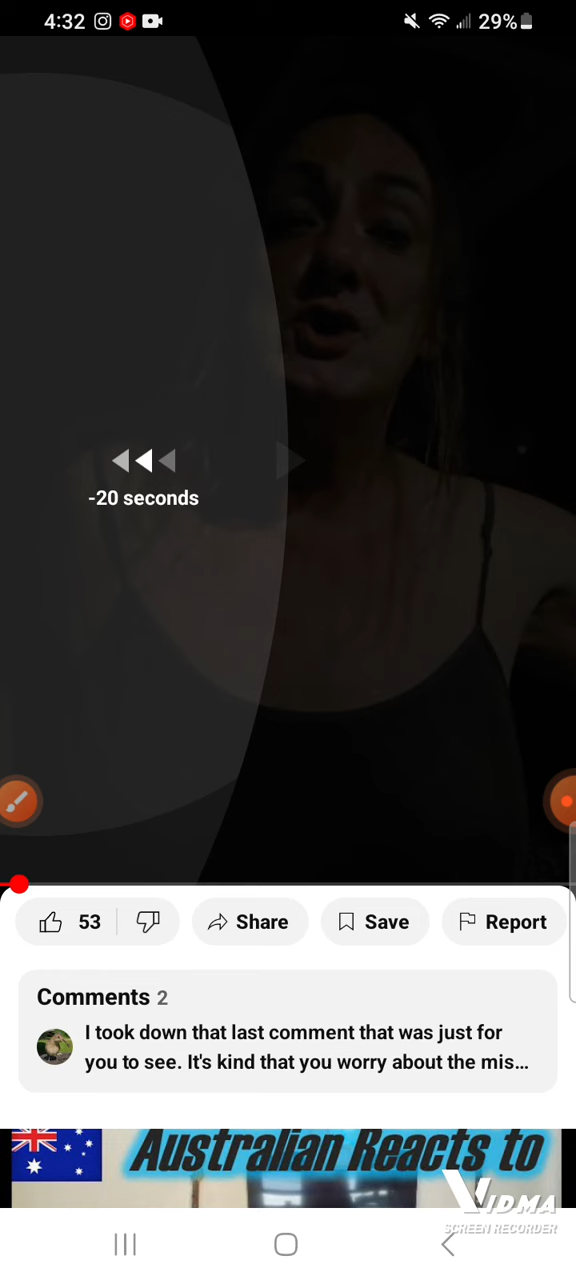 4:32
29%
-20 seconds
53
Share
Save
Report
Comments 2
I took down that last comment that was just for
you to see. It's kind that you worry about the mis...
Australian Reacts to
VIDMA
SCREEN RECORDER